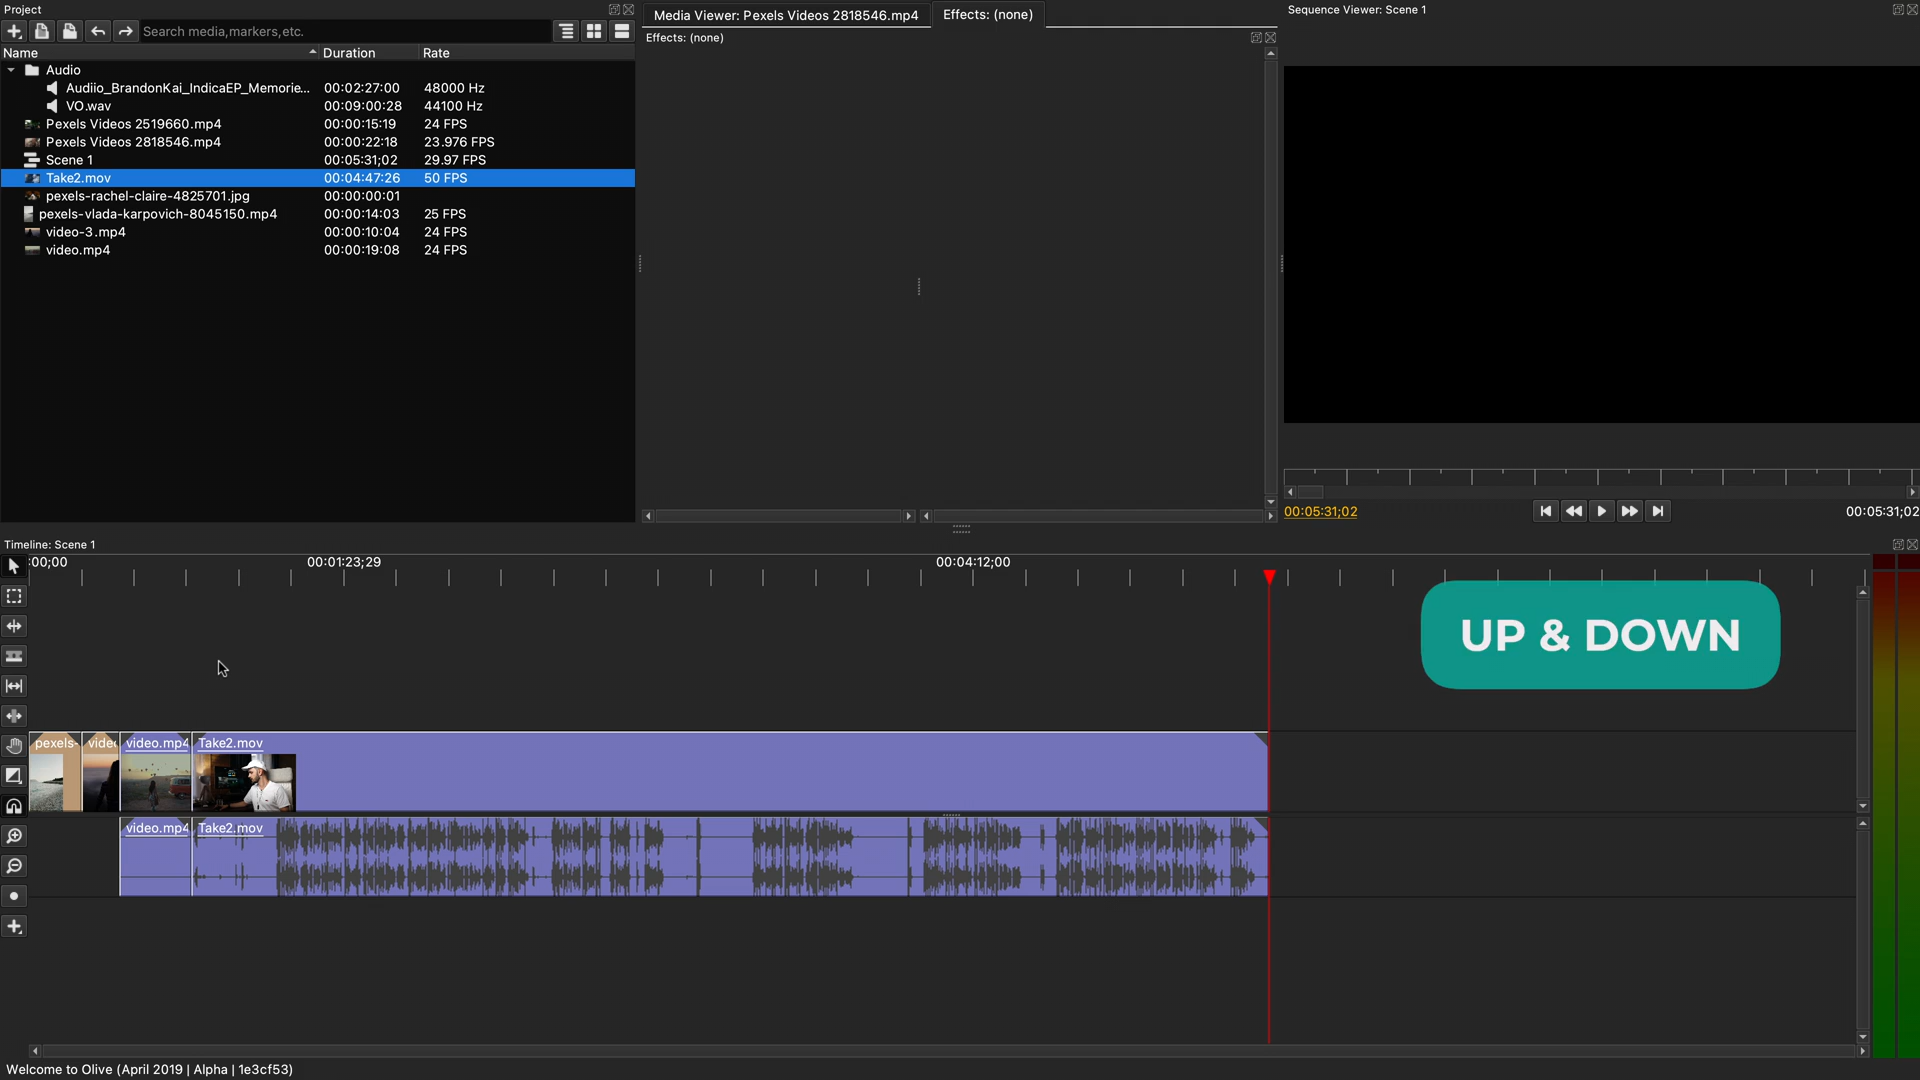 Project
Search media,markers,etc.
Name Duration Rate
Audio
Audiio_BrandonKai_IndicaEP_Memorie... 00:02:27:00 48000 Hz
VO.wav 00:09:00:28 44100 Hz
Pexels Videos 2519660.mp4 00:00:15:19 24 FPS
Pexels Videos 2818546.mp4 00:00:22:18 23.976 FPS
Scene 1 00:05:31;02 29.97 FPS
Take2.mov 00:04:47:26 50 FPS
pexels-rachel-claire-4825701.jpg 00:00:00:01
pexels-vlada-karpovich-8045150.mp4 00:00:14:03 25 FPS
video-3.mp4 00:00:10:04 24 FPS
video.mp4 00:00:19:08 24 FPS
Media Viewer: Pexels Videos 2818546.mp4 Effects: (none)
Effects: (none)
Sequence Viewer: Scene 1
00:05:31;02 00:05:31;02
Timeline: Scene 1
:00;00 00:01:23;29 00:04:12;00
UP & DOWN
pexels- vide video.mp4 Take2.mov
video.mp4 Take2.mov
Welcome to Olive (April 2019 | Alpha | 1e3cf53)